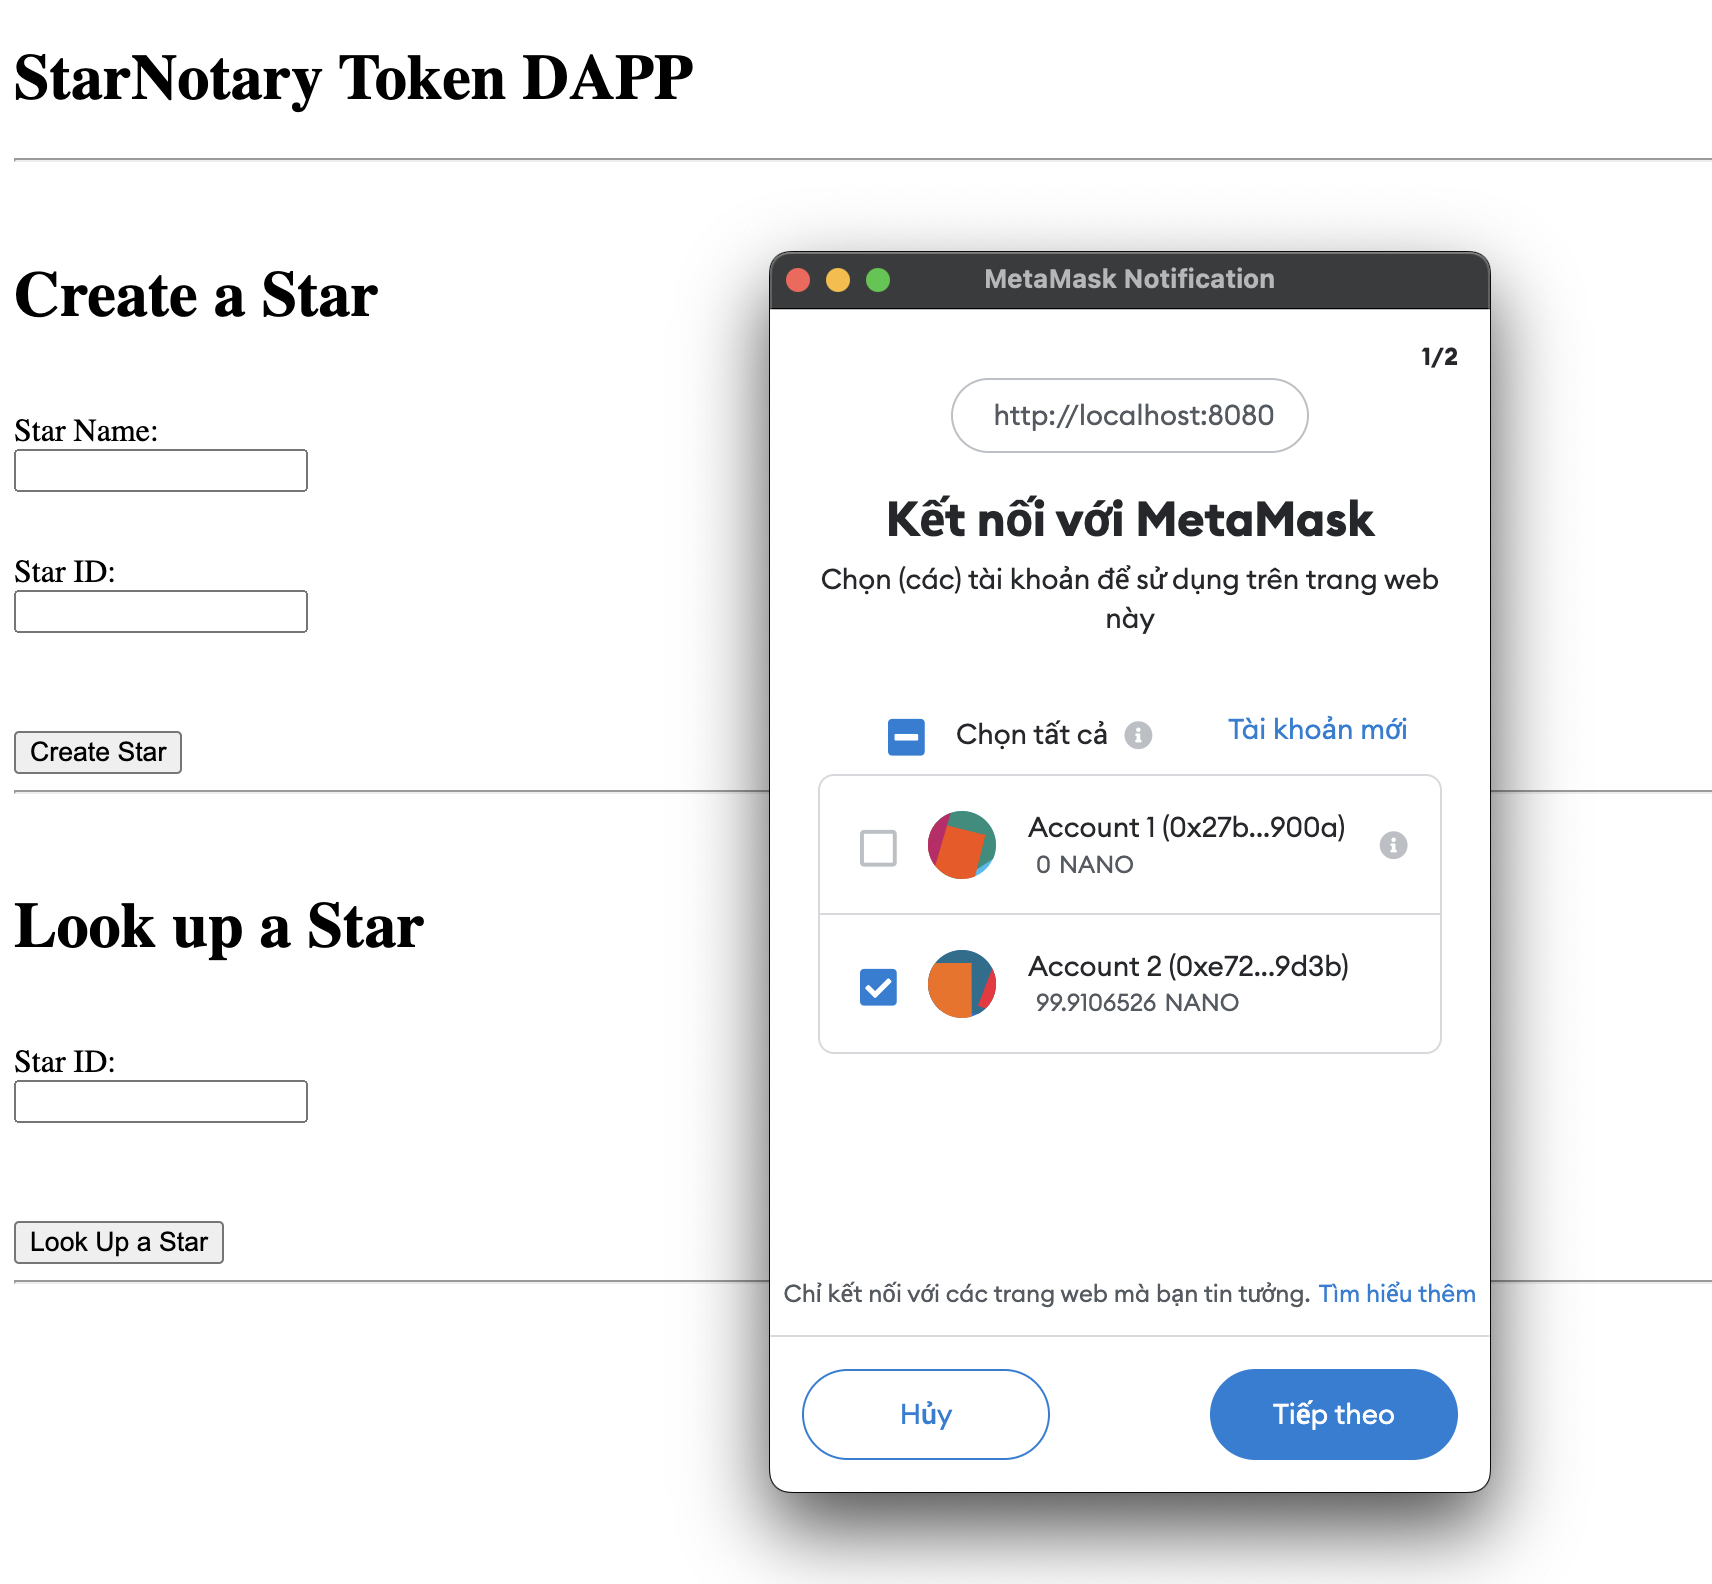 StarNotary Token DAPP
Create a Star
Star Name:
Star ID:
Create Star
Look up a Star
Star ID:
Look Up a Star
MetaMask Notification
1/2
http://localhost:8080
Kết nối với MetaMask
Chọn (các) tài khoản để sử dụng trên trang web
này
Chọn tất cả
Tài khoản mới
Account 1 (0x27b...900a)
0 NANO
Account 2 (0xe72...9d3b)
99.9106526 NANO
Chỉ kết nối với các trang web mà bạn tin tưởng. Tìm hiểu thêm
Hủy
Tiếp theo